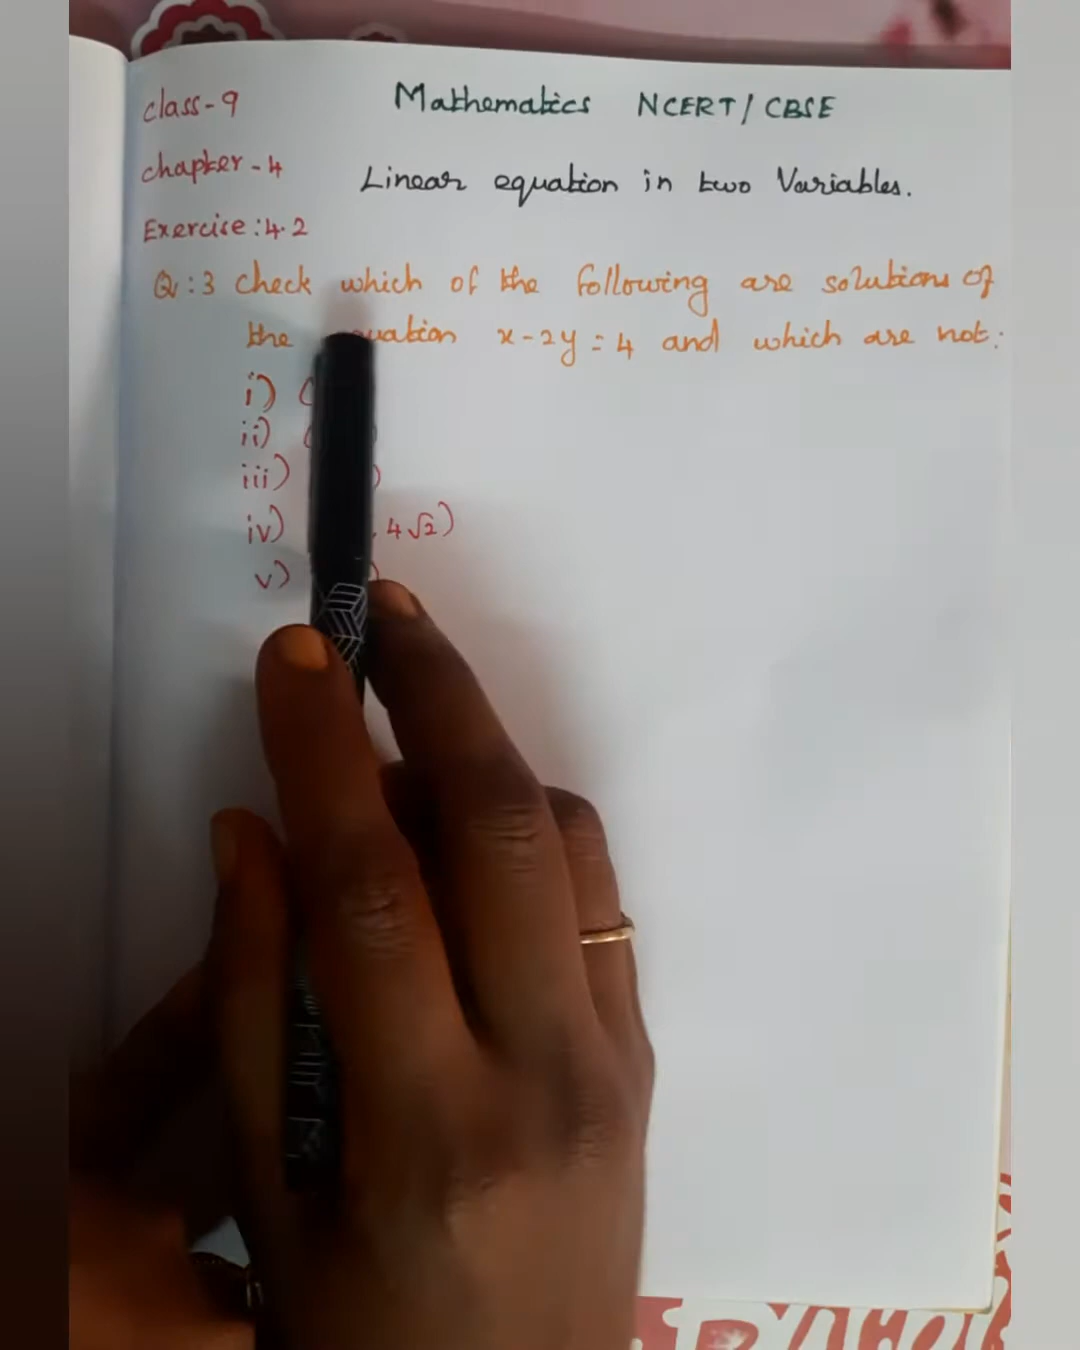 class-9
Mathematics NCERT/CBSE
chapter-4
Linear equation in two Variables.
Exercise:4.2
Q:3 check which of the following are solutions of
the x-2y=4 and which are not:
i) (
ii) (
iii) )
iv) , 4√2)
v) )